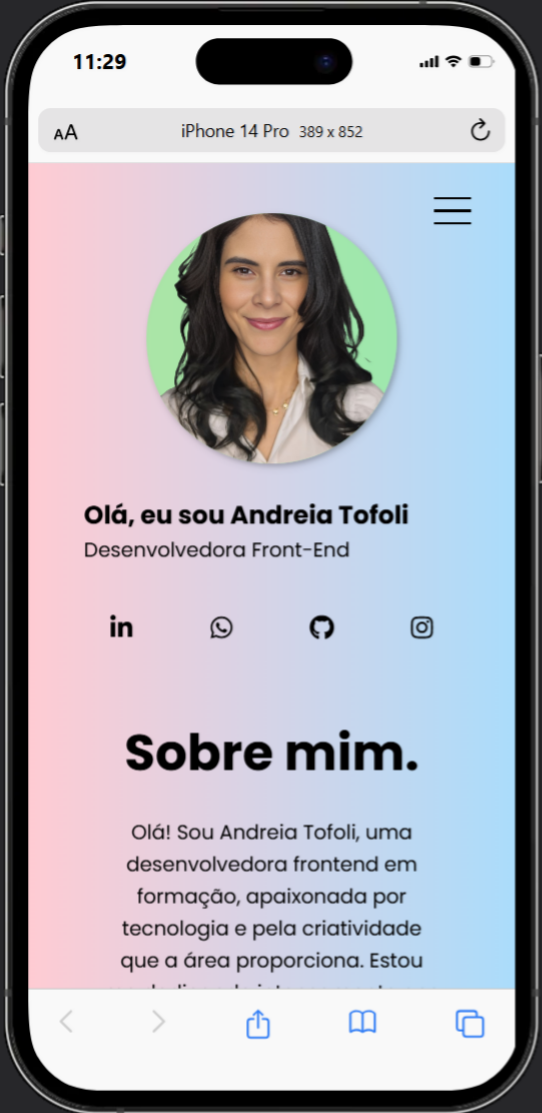 11:29
AA
iPhone 14 Pro 389 x 852
Olá, eu sou Andreia Tofoli
Desenvolvedora Front-End
in
Sobre mim.
Olá! Sou Andreia Tofoli, uma
desenvolvedora frontend em
formação, apaixonada por
tecnologia e pela criatividade
que a área proporciona. Estou